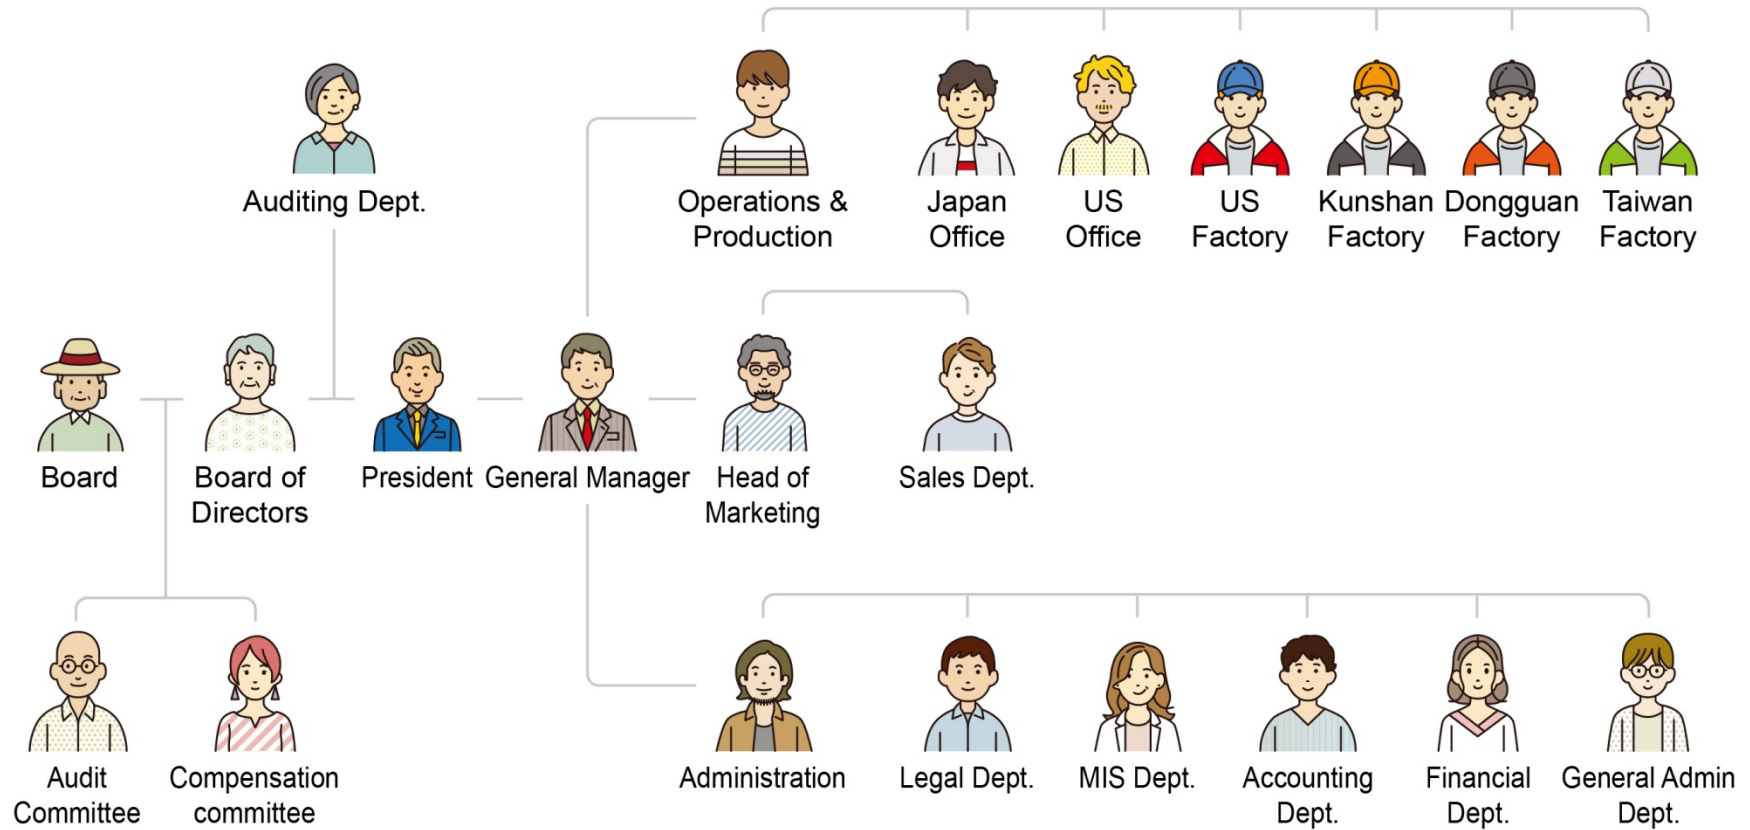 Auditing Dept.
Operations &
Production
Japan
Office
US
Office
US
Factory
Kunshan
Factory
Dongguan
Factory
Taiwan
Factory
Board
Board of
Directors
President
General Manager
Head of
Marketing
Sales Dept.
Audit
Committee
Compensation
committee
Administration
Legal Dept.
MIS Dept.
Accounting
Dept.
Financial
Dept.
General Admin
Dept.